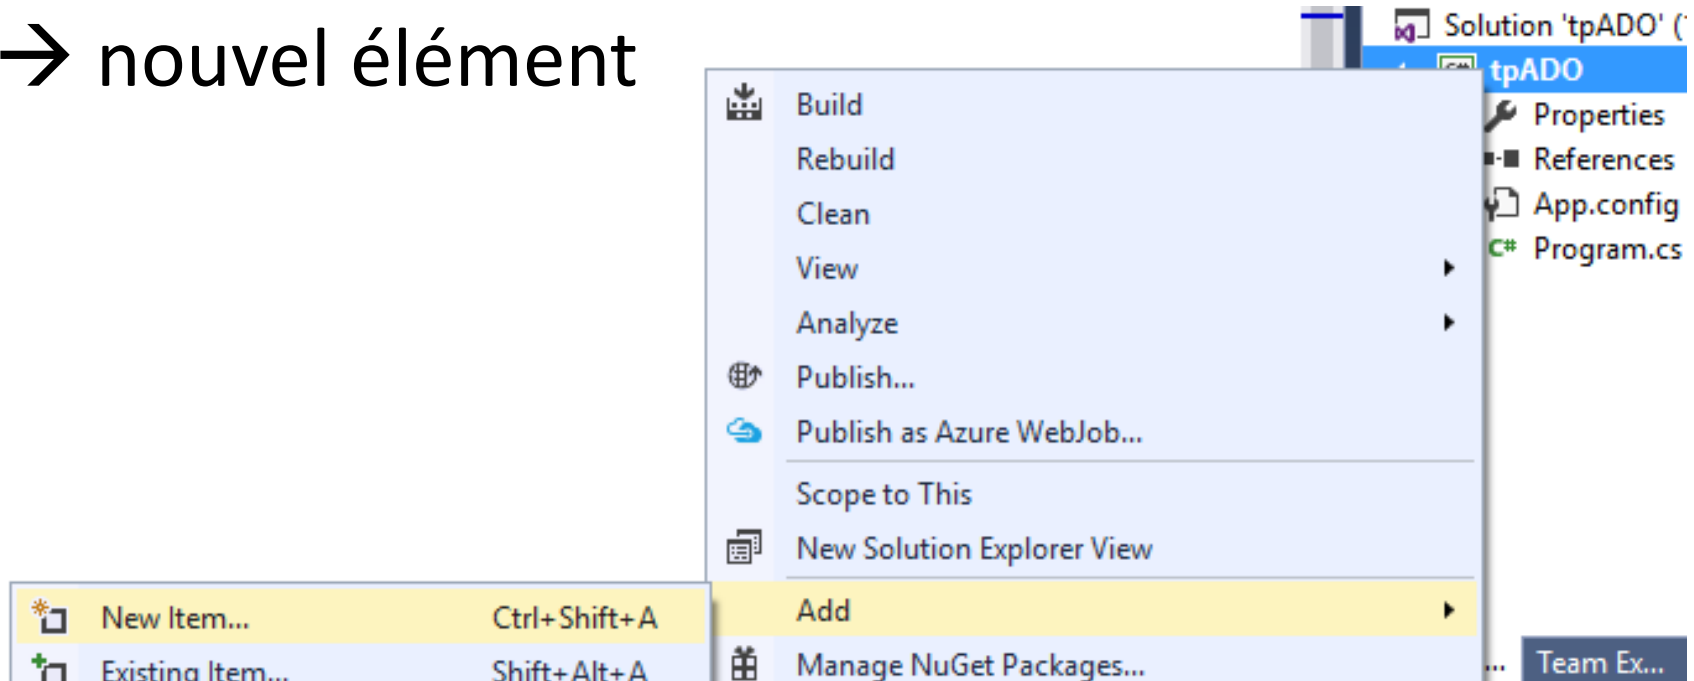 → nouvel élément
Solution 'tpADO' (
tpADO
Properties
References
App.config
C# Program.cs
Build
Rebuild
Clean
View
Analyze
Publish...
Publish as Azure WebJob...
Scope to This
New Solution Explorer View
Add
Manage NuGet Packages...
New Item... Ctrl+Shift+A
Existing Item... Shift+Alt+A
... Team Ex...